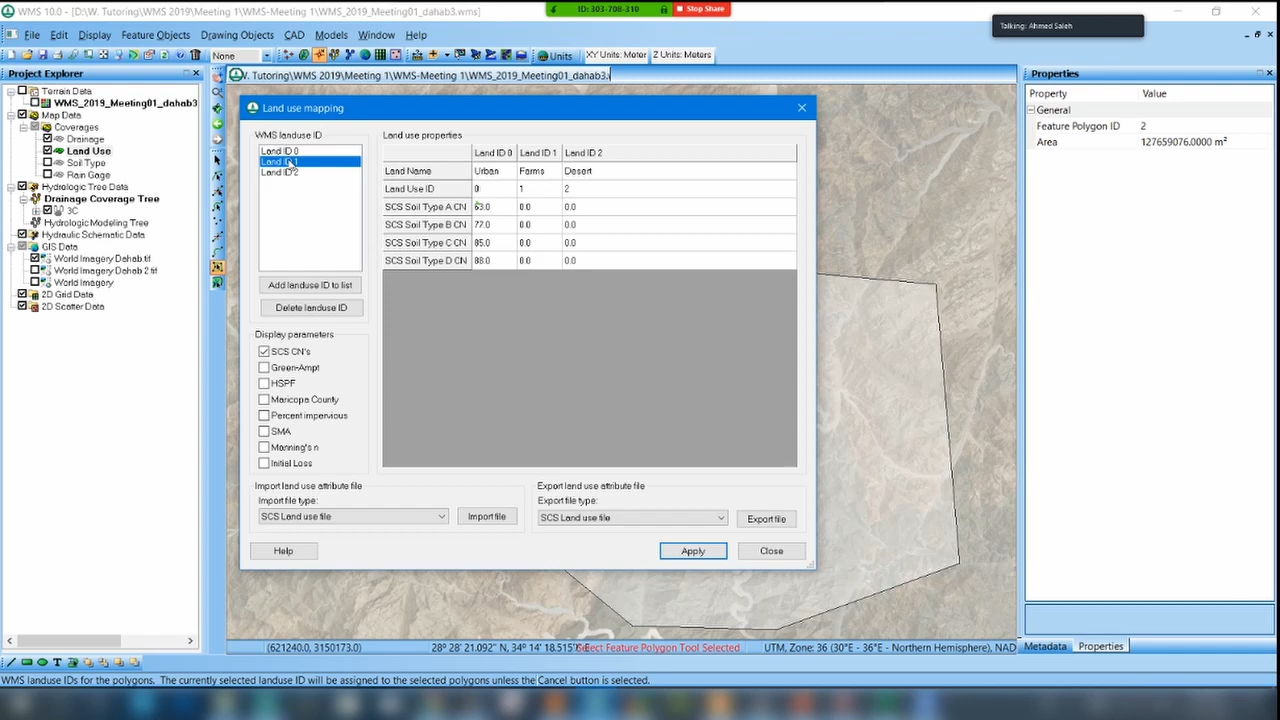 WMS 10.0 - [D:\W. Tutoring\WMS 2019\Meeting 1\WMS-Meeting 1\WMS_2019_Meeting01_dahab3.wms]
ID: 303-708-310
Stop Share
Talking: Ahmed Saleh
File Edit Display Feature Objects Drawing Objects CAD Models Window Help
None
Units
XY Units: Meter
Z Units: Meters
Project Explorer
Terrain Data
WMS_2019_Meeting01_dahab3
Map Data
Coverages
Drainage
Land Use
Soil Type
Rain Gage
Hydrologic Tree Data
Drainage Coverage Tree
3C
Hydrologic Modeling Tree
Hydraulic Schematic Data
GIS Data
World Imagery Dahab.tif
World Imagery Dahab 2.tif
World Imagery
2D Grid Data
2D Scatter Data
W. Tutoring\WMS 2019\Meeting 1\WMS-Meeting 1\WMS_2019_Meeting01_dahab3.
Land use mapping
WMS landuse ID
Land ID 0
Land ID 1
Land ID 2
Add landuse ID to list
Delete landuse ID
Display parameters
SCS CN's
Green-Ampt
HSPF
Maricopa County
Percent impervious
SMA
Manning's n
Initial Loss
Land use properties
Land ID 0 Land ID 1 Land ID 2
Land Name Urban Farms Desert
Land Use ID 0 1 2
SCS Soil Type A CN 63.0 0.0 0.0
SCS Soil Type B CN 77.0 0.0 0.0
SCS Soil Type C CN 85.0 0.0 0.0
SCS Soil Type D CN 88.0 0.0 0.0
Import land use attribute file
Import file type:
SCS Land use file
Import file
Export land use attribute file
Export file type:
SCS Land use file
Export file
Help
Apply
Close
Properties
Property Value
General
Feature Polygon ID 2
Area 127659076.0000 m²
(621240.0, 3150173.0)
28º 28' 21.092" N, 34º 14' 18.515"
Select Feature Polygon Tool Selected
UTM, Zone: 36 (30°E - 36°E - Northern Hemisphere), NAD
Metadata
Properties
WMS landuse IDs for the polygons. The currently selected landuse ID will be assigned to the selected polygons unless the Cancel button is selected.